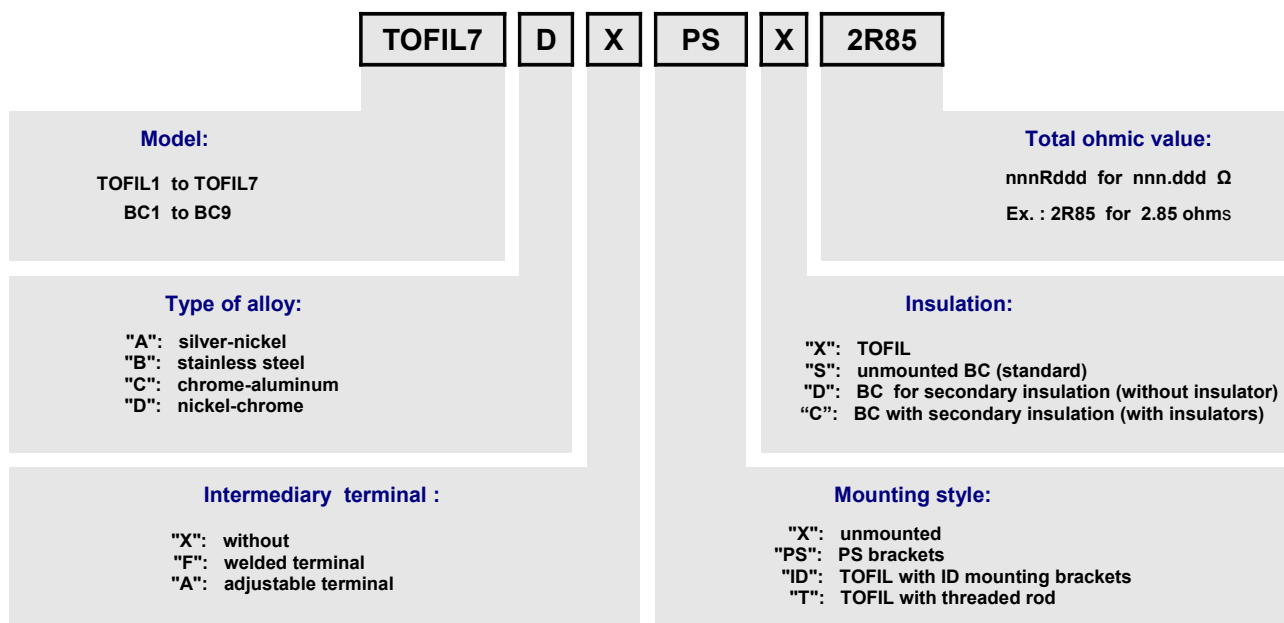 TOFIL7 D X PS X 2R85
Model:
TOFIL1 to TOFIL7
BC1 to BC9
Total ohmic value:
nnnRddd for nnn.ddd Ω
Ex. : 2R85 for 2.85 ohms
Type of alloy:
"A": silver-nickel
"B": stainless steel
"C": chrome-aluminum
"D": nickel-chrome
Insulation:
"X": TOFIL
"S": unmounted BC (standard)
"D": BC for secondary insulation (without insulator)
“C”: BC with secondary insulation (with insulators)
Intermediary terminal :
"X": without
"F": welded terminal
"A": adjustable terminal
Mounting style:
"X": unmounted
"PS": PS brackets
"ID": TOFIL with ID mounting brackets
"T": TOFIL with threaded rod